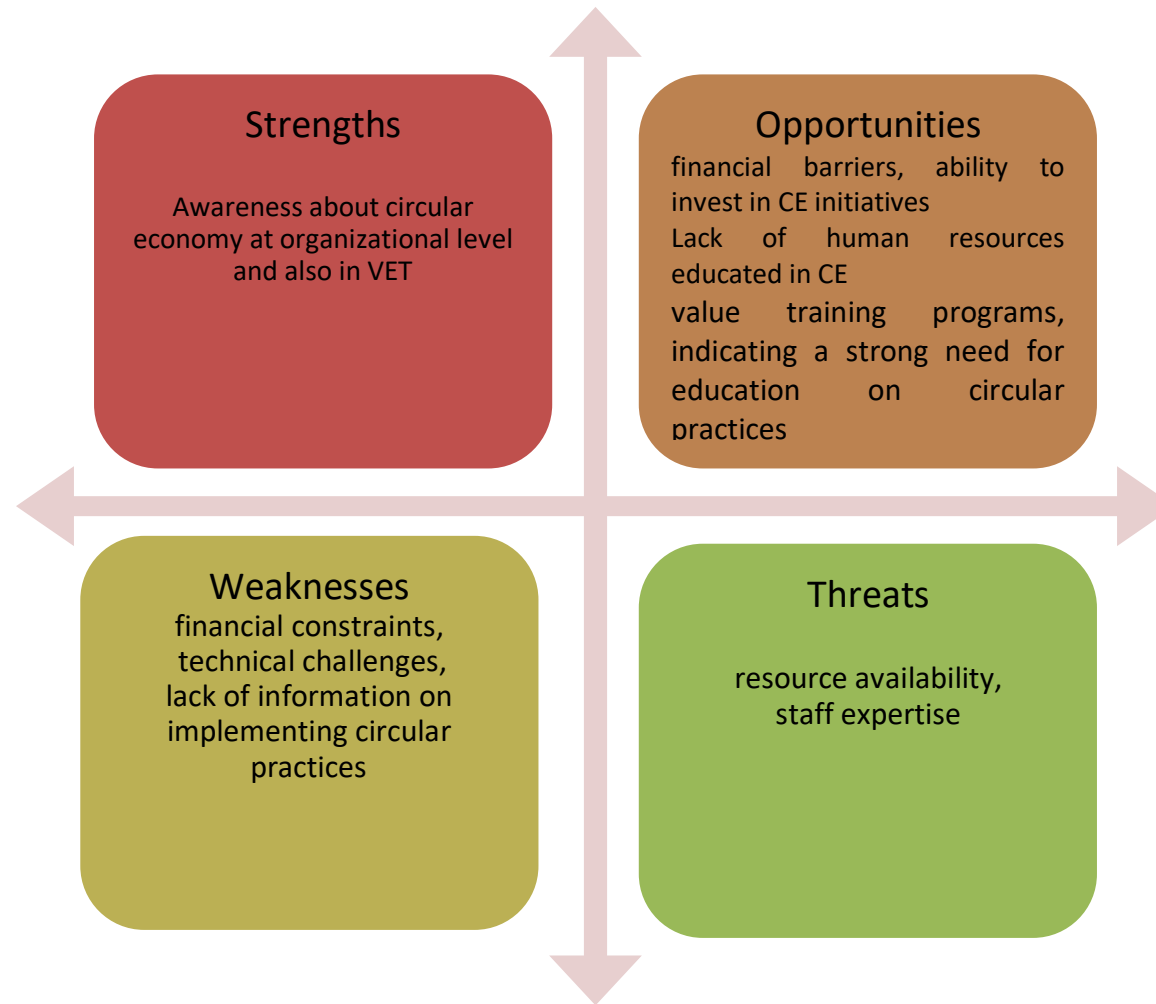 Strengths
Awareness about circular
economy at organizational level
and also in VET
Opportunities
financial barriers, ability to
invest in CE initiatives
Lack of human resources
educated in CE
value training programs,
indicating a strong need for
education on circular
practices
Weaknesses
financial constraints,
technical challenges,
lack of information on
implementing circular
practices
Threats
resource availability,
staff expertise